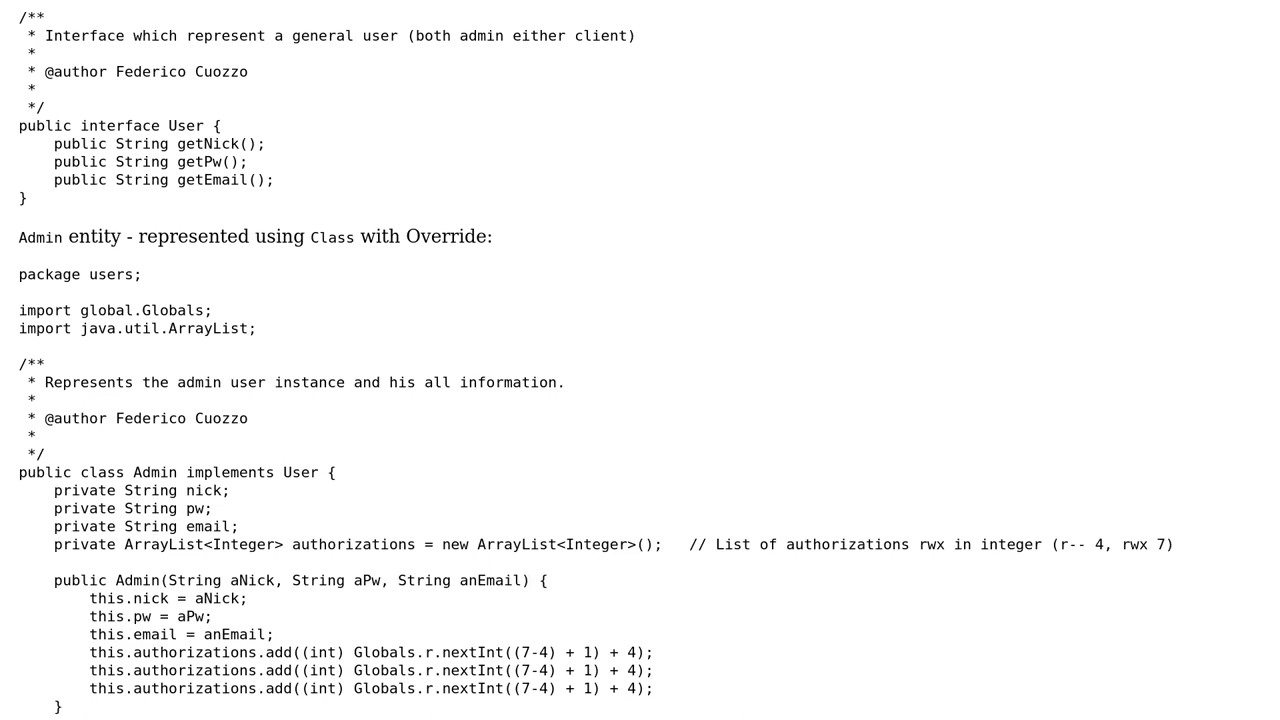 /**
 * Interface which represent a general user (both admin either client)
 *
 * @author Federico Cuozzo
 *
 */
public interface User {
    public String getNick();
    public String getPw();
    public String getEmail();
}
Admin entity - represented using Class with Override:
package users;
import global.Globals;
import java.util.ArrayList;
/**
 * Represents the admin user instance and his all information.
 *
 * @author Federico Cuozzo
 *
 */
public class Admin implements User {
    private String nick;
    private String pw;
    private String email;
    private ArrayList<Integer> authorizations = new ArrayList<Integer>();   // List of authorizations rwx in integer (r-- 4, rwx 7)
    public Admin(String aNick, String aPw, String anEmail) {
        this.nick = aNick;
        this.pw = aPw;
        this.email = anEmail;
        this.authorizations.add((int) Globals.r.nextInt((7-4) + 1) + 4);
        this.authorizations.add((int) Globals.r.nextInt((7-4) + 1) + 4);
        this.authorizations.add((int) Globals.r.nextInt((7-4) + 1) + 4);
    }